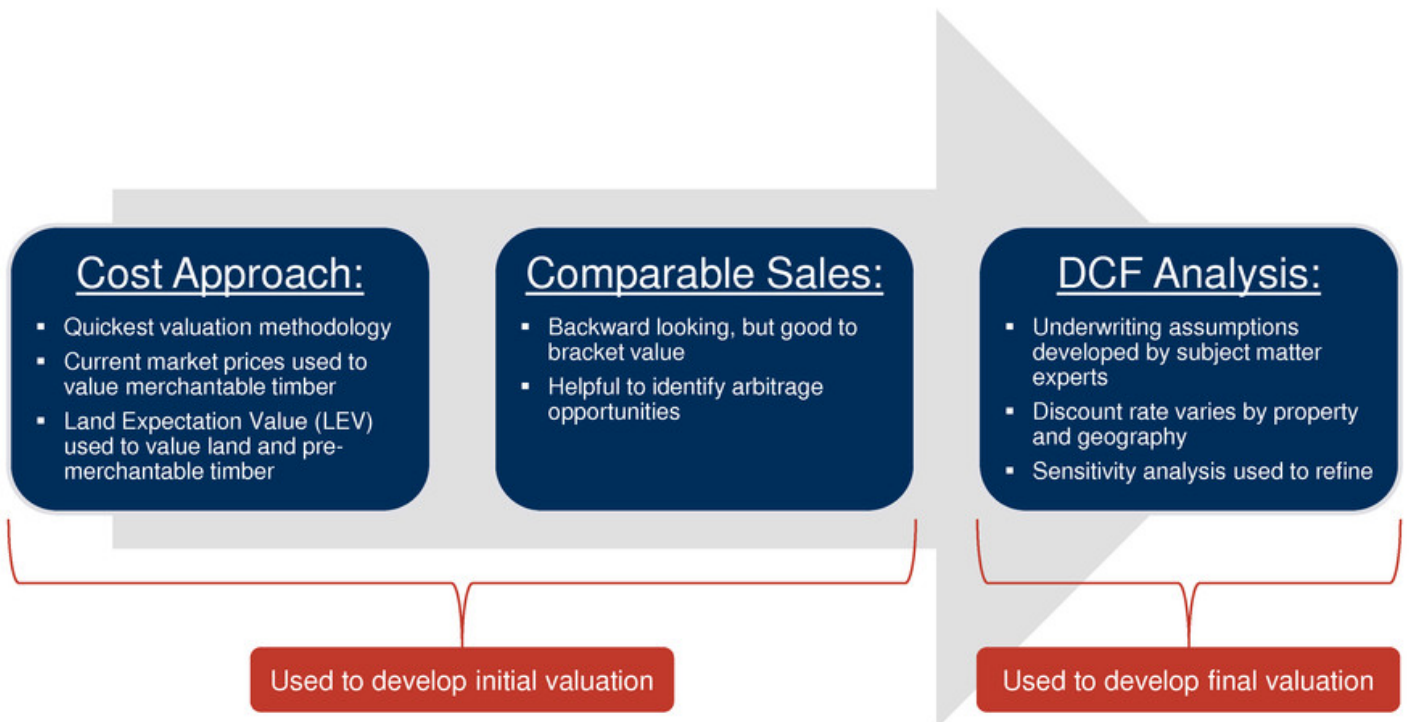 Cost Approach:
▪ Quickest valuation methodology
▪ Current market prices used to
value merchantable timber
▪ Land Expectation Value (LEV)
used to value land and pre-
merchantable timber
Comparable Sales:
▪ Backward looking, but good to
bracket value
▪ Helpful to identify arbitrage
opportunities
DCF Analysis:
▪ Underwriting assumptions
developed by subject matter
experts
▪ Discount rate varies by property
and geography
▪ Sensitivity analysis used to refine
Used to develop initial valuation
Used to develop final valuation